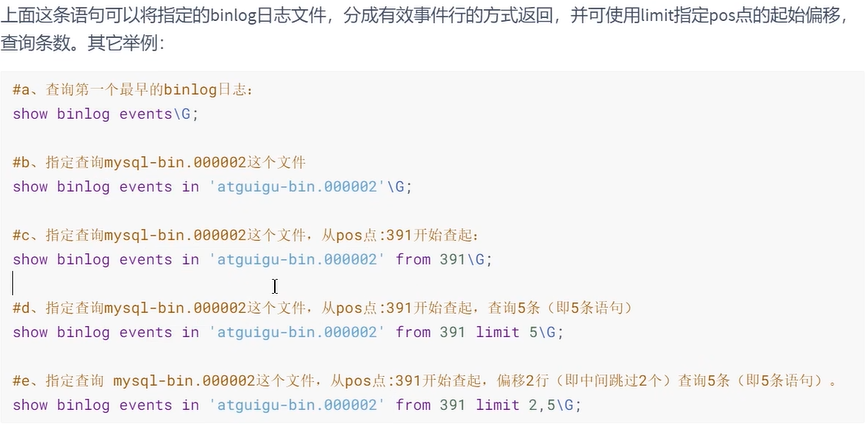 上面这条语句可以将指定的binlog日志文件，分成有效事件行的方式返回，并可使用limit指定pos点的起始偏移，
查询条数。其它举例：
#a、查询第一个最早的binlog日志：
show binlog events\G;
#b、指定查询mysql-bin.000002这个文件
show binlog events in 'atguigu-bin.000002'\G;
#c、指定查询mysql-bin.000002这个文件，从pos点:391开始查起：
show binlog events in 'atguigu-bin.000002' from 391\G;
#d、指定查询mysql-bin.000002这个文件，从pos点:391开始查起，查询5条（即5条语句）
show binlog events in 'atguigu-bin.000002' from 391 limit 5\G;
#e、指定查询 mysql-bin.000002这个文件，从pos点:391开始查起，偏移2行（即中间跳过2个）查询5条（即5条语句）。
show binlog events in 'atguigu-bin.000002' from 391 limit 2,5\G;